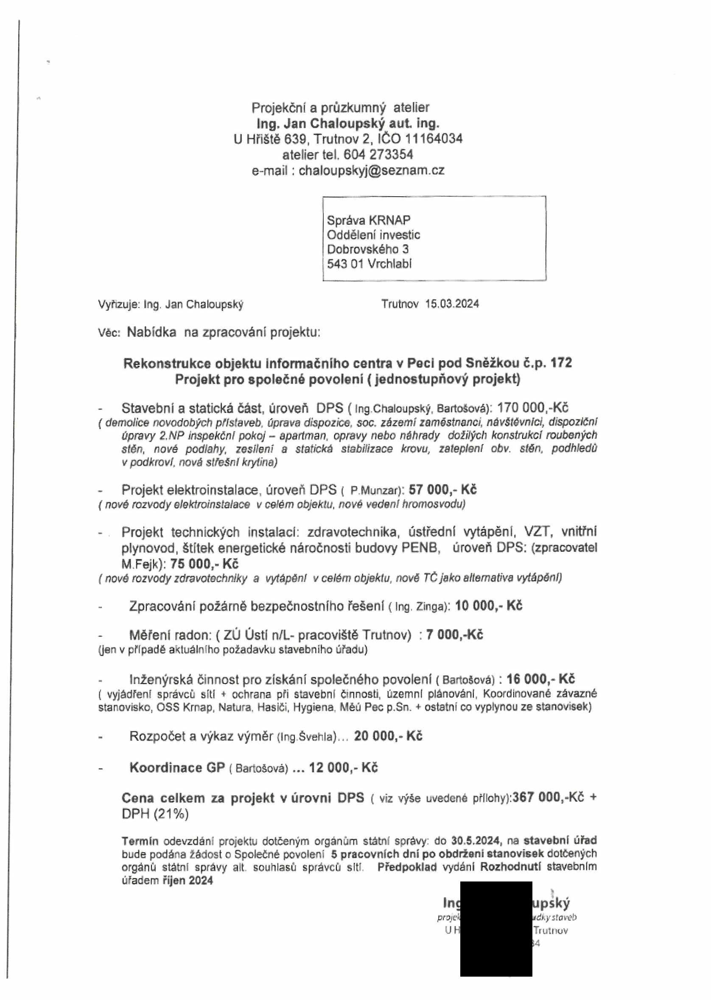 Projekční a průzkumný atelier
Ing. Jan Chaloupský aut. ing.
U Hřiště 639, Trutnov 2, IČO 11164034
atelier tel. 604 273354
e-mail : chaloupskyj@seznam.cz
Správa KRNAP
Oddělení investic
Dobrovského 3
543 01 Vrchlabí
Vyřizuje: Ing. Jan Chaloupský Trutnov 15.03.2024
Věc: Nabídka na zpracování projektu:
Rekonstrukce objektu informačního centra v Peci pod Sněžkou č.p. 172
Projekt pro společné povolení ( jednostupňový projekt)
- Stavební a statická část, úroveň DPS ( Ing.Chaloupský, Bartošová): 170 000,-Kč
( demolice novodobých přístaveb, úprava dispozice, soc. zázemí zaměstnanci, návštěvníci, dispoziční
úpravy 2.NP inspekční pokoj – apartman, opravy nebo náhrady dožilých konstrukcí roubených
stěn, nové podlahy, zesílení a statická stabilizace krovu, zateplení obv. stěn, podhledů
v podkroví, nová střešní krytina)
- Projekt elektroinstalace, úroveň DPS ( P.Munzar): 57 000,- Kč
( nové rozvody elektroinstalace v celém objektu, nové vedení hromosvodu)
- Projekt technických instalací: zdravotechnika, ústřední vytápění, VZT, vnitřní
plynovod, štítek energetické náročnosti budovy PENB, úroveň DPS: (zpracovatel
M.Fejk): 75 000,- Kč
( nové rozvody zdravotechniky a vytápění v celém objektu, nově TČ jako alternativa vytápění)
- Zpracování požárně bezpečnostního řešení ( Ing. Zinga): 10 000,- Kč
- Měření radon: ( ZÚ Ústí n/L- pracoviště Trutnov) : 7 000,-Kč
(jen v případě aktuálního požadavku stavebního úřadu)
- Inženýrská činnost pro získání společného povolení ( Bartošová) : 16 000,- Kč
( vyjádření správců sítí + ochrana při stavební činnosti, územní plánování, Koordinované závazné
stanovisko, OSS Krnap, Natura, Hasiči, Hygiena, Měú Pec p.Sn. + ostatní co vyplynou ze stanovisek)
- Rozpočet a výkaz výměr (Ing.Švehla)... 20 000,- Kč
- Koordinace GP ( Bartošová) ... 12 000,- Kč
Cena celkem za projekt v úrovni DPS ( viz výše uvedené přílohy):367 000,-Kč +
DPH (21%)
Termín odevzdání projektu dotčeným orgánům státní správy: do 30.5.2024, na stavební úřad
bude podána žádost o Společné povolení 5 pracovních dní po obdržení stanovisek dotčených
orgánů státní správy alt. souhlasů správců sítí. Předpoklad vydání Rozhodnutí stavebním
úřadem říjen 2024
Ing upský
projek udky staveb
U H Trutnov
34